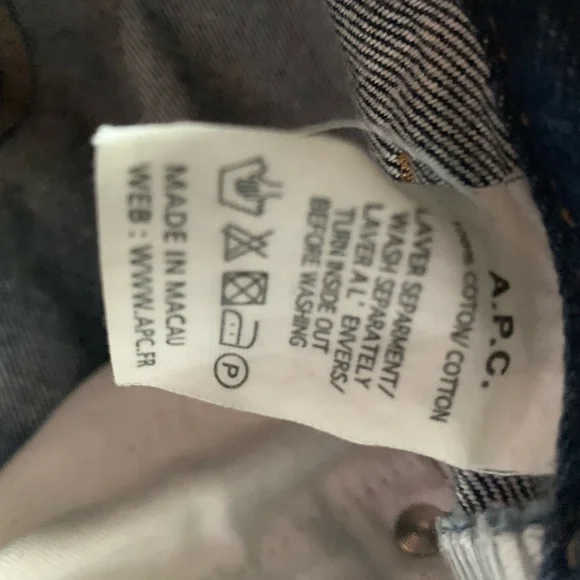 A.P.C.
100% COTON/ COTTON
LAVER SEPARMENT/
WASH SEPARATELY
LAVER A L' ENVERS/
TURN INSIDE OUT
BEFORE WASHING
P
MADE IN MACAU
WEB : WWW.APC.FR